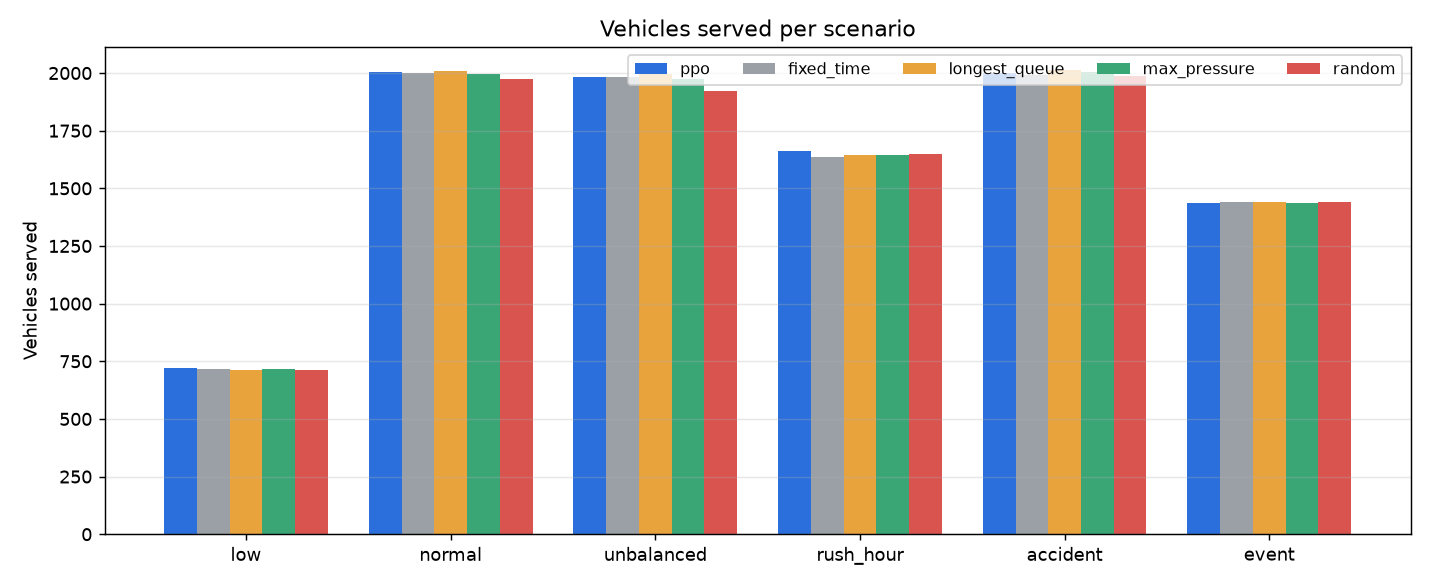 Vehicles served per scenario
ppo fixed_time longest_queue max_pressure random
Vehicles served
2000
1750
1500
1250
1000
750
500
250
0
low normal unbalanced rush_hour accident event